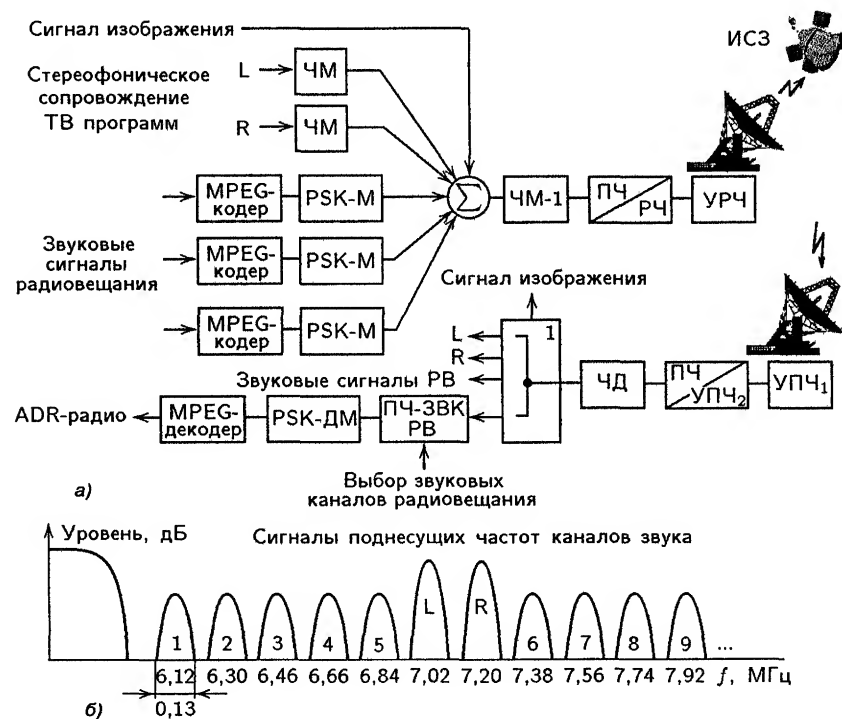 Сигнал изображения
ИСЗ
Стереофоническое
сопровождение
ТВ программ
L
ЧМ
R
ЧМ
MPEG-
кодер
PSK-М
Σ
ЧМ-1
ПЧ
РЧ
УРЧ
Звуковые
сигналы
радиовещания
MPEG-
кодер
PSK-М
MPEG-
кодер
PSK-М
Сигнал изображения
L
R
1
Звуковые сигналы РВ
ЧД
ПЧ
УПЧ₂
УПЧ₁
ADR-радио
MPEG-
декодер
PSK-ДМ
ПЧ-ЗВК
РВ
Выбор звуковых
каналов радиовещания
а)
Уровень, дБ
Сигналы поднесущих частот каналов звука
1 2 3 4 5 L R 6 7 8 9 ...
6,12 6,30 6,46 6,66 6,84 7,02 7,20 7,38 7,56 7,74 7,92 f, МГц
0,13
б)